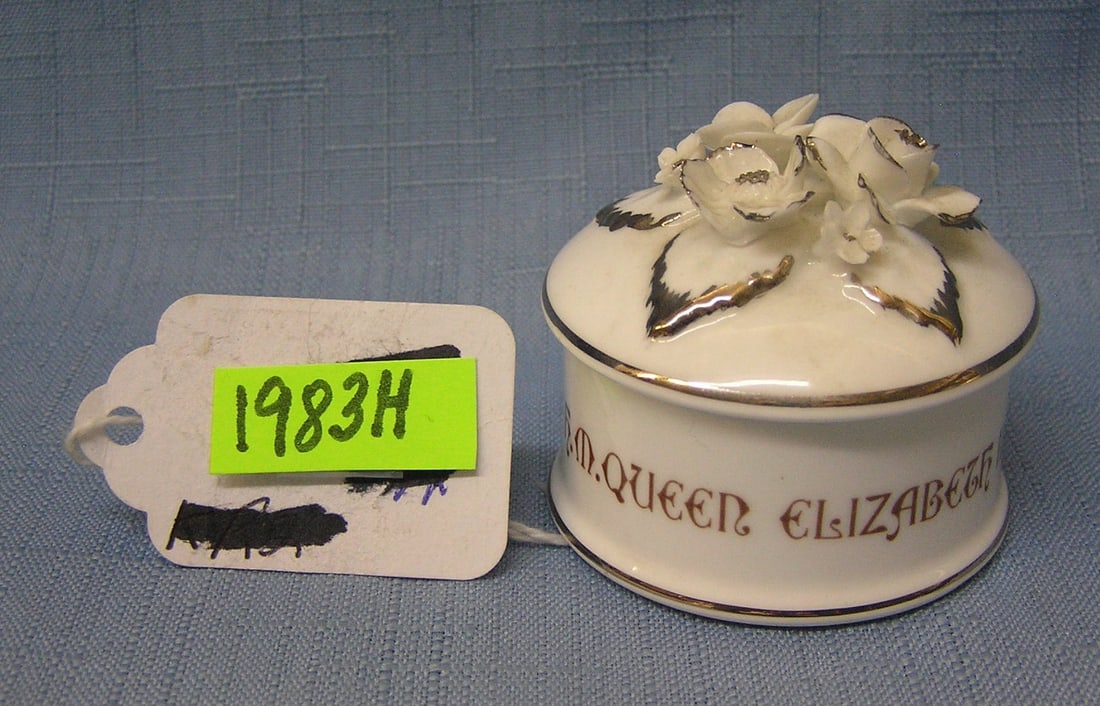 1983H
H.M. QUEEN ELIZABETH